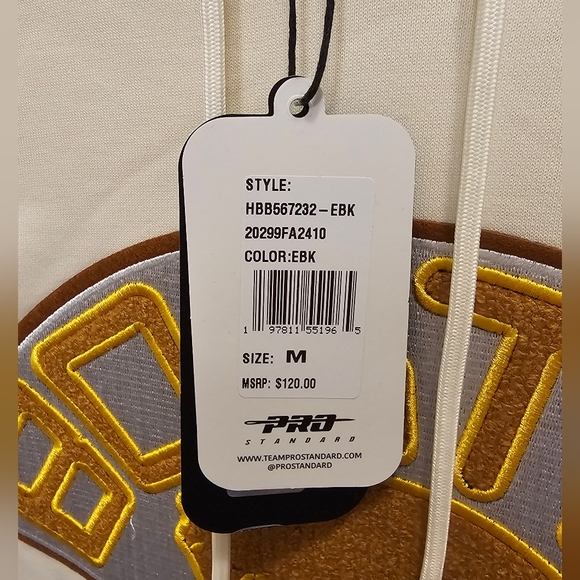 STYLE:
HBB567232-EBK
20299FA2410
COLOR:EBK
1 97811 55196 5
SIZE: M
MSRP: $120.00
PRO
STANDARD
WWW.TEAMPROSTANDARD.COM
@PROSTANDARD